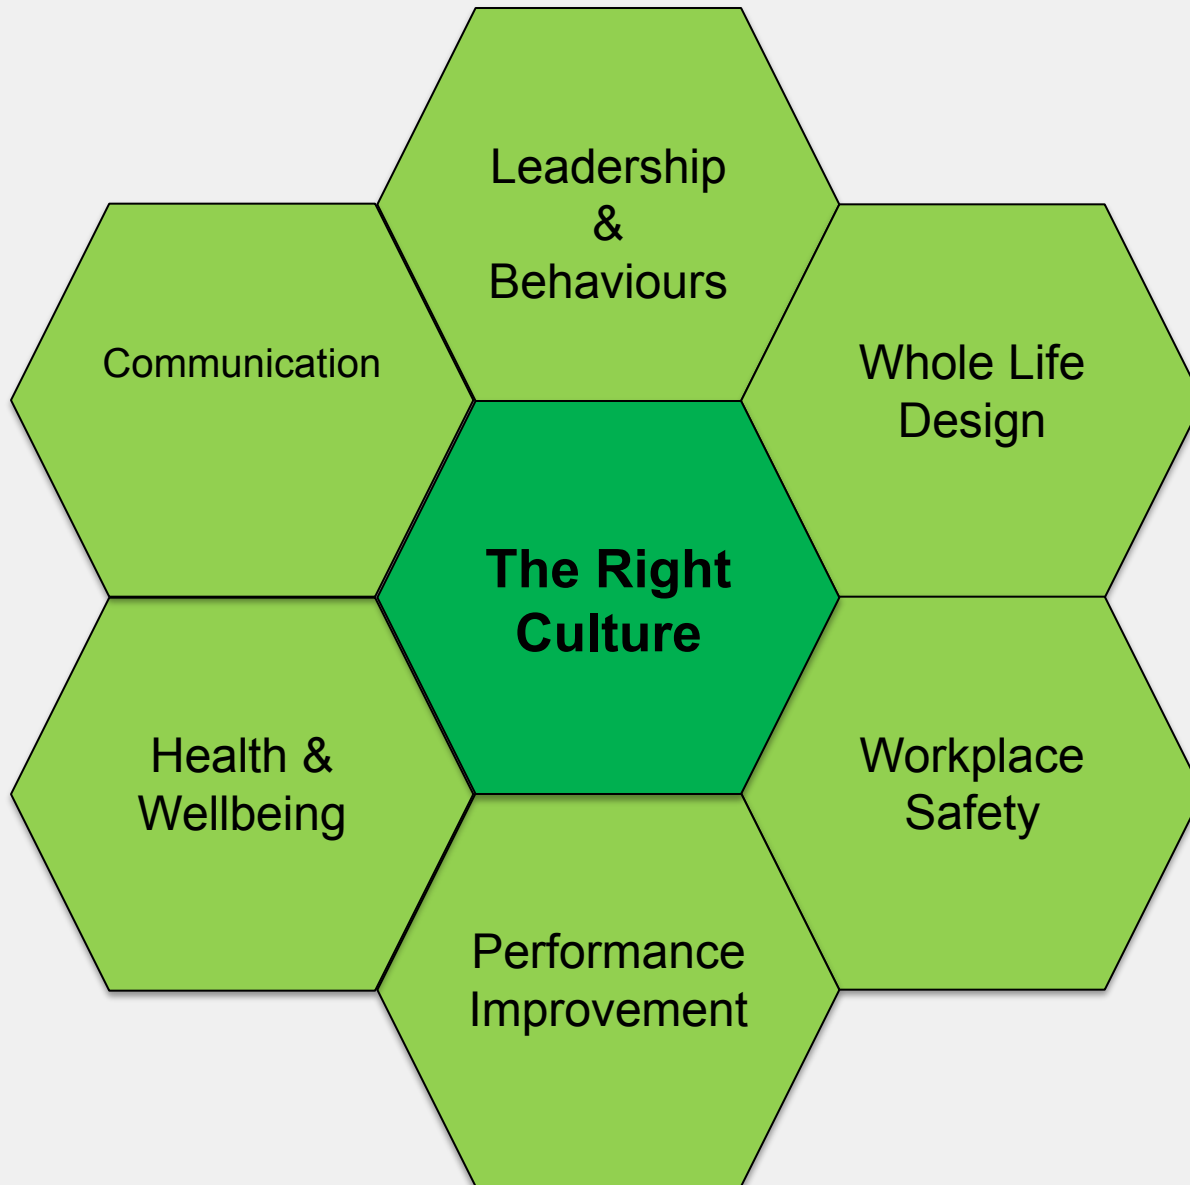 Leadership
&
Behaviours
Communication
Whole Life
Design
The Right
Culture
Health &
Wellbeing
Workplace
Safety
Performance
Improvement